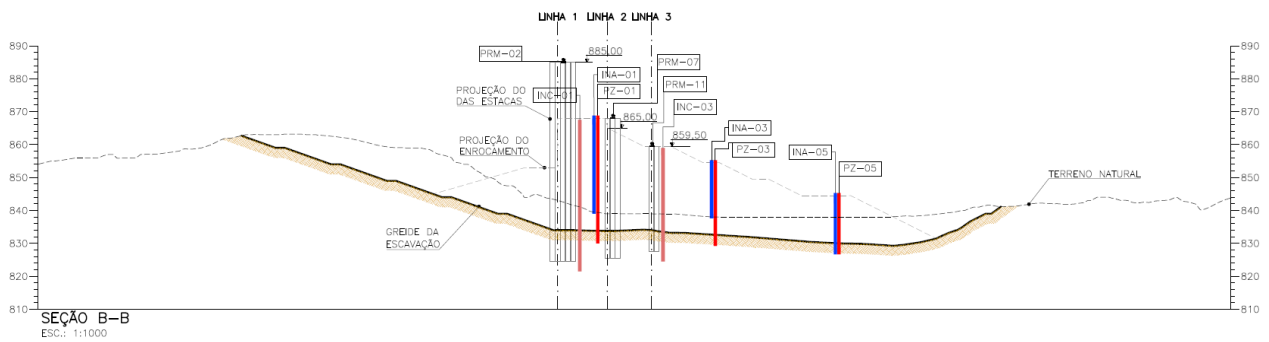 LINHA 1 LINHA 2 LINHA 3
890
880
870
860
850
840
830
820
810
PRM-02
885,00
PRM-07
INA-01
PZ-01
PRM-11
INC-01
INC-03
PROJEÇÃO DO
DAS ESTACAS
865,00
859,50
PROJEÇÃO DO
ENROCAMENTO
INA-03
PZ-03
INA-05
PZ-05
TERRENO NATURAL
GREIDE DA
ESCAVAÇÃO
890
880
870
860
850
840
830
820
810
SEÇÃO B-B
ESC.: 1:1000